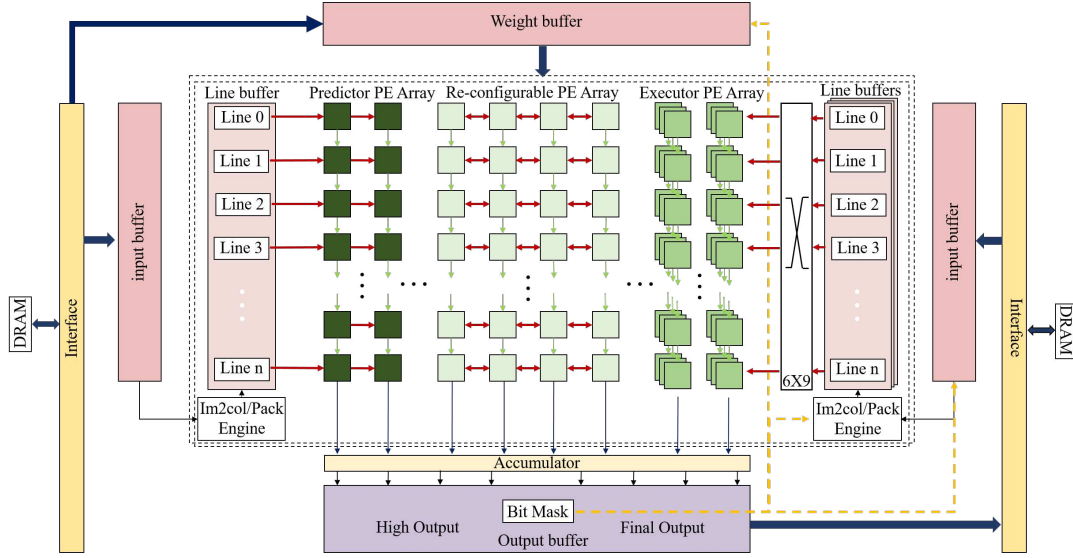 Weight buffer
Line buffer
Predictor PE Array
Re-configurable PE Array
Executor PE Array
Line buffers
Line 0
Line 1
Line 2
Line 3
Line n
Line 0
Line 1
Line 2
Line 3
Line n
6X9
input buffer
input buffer
Interface
Interface
DRAM
DRAM
Im2col/Pack
Engine
Im2col/Pack
Engine
Accumulator
Bit Mask
High Output
Final Output
Output buffer